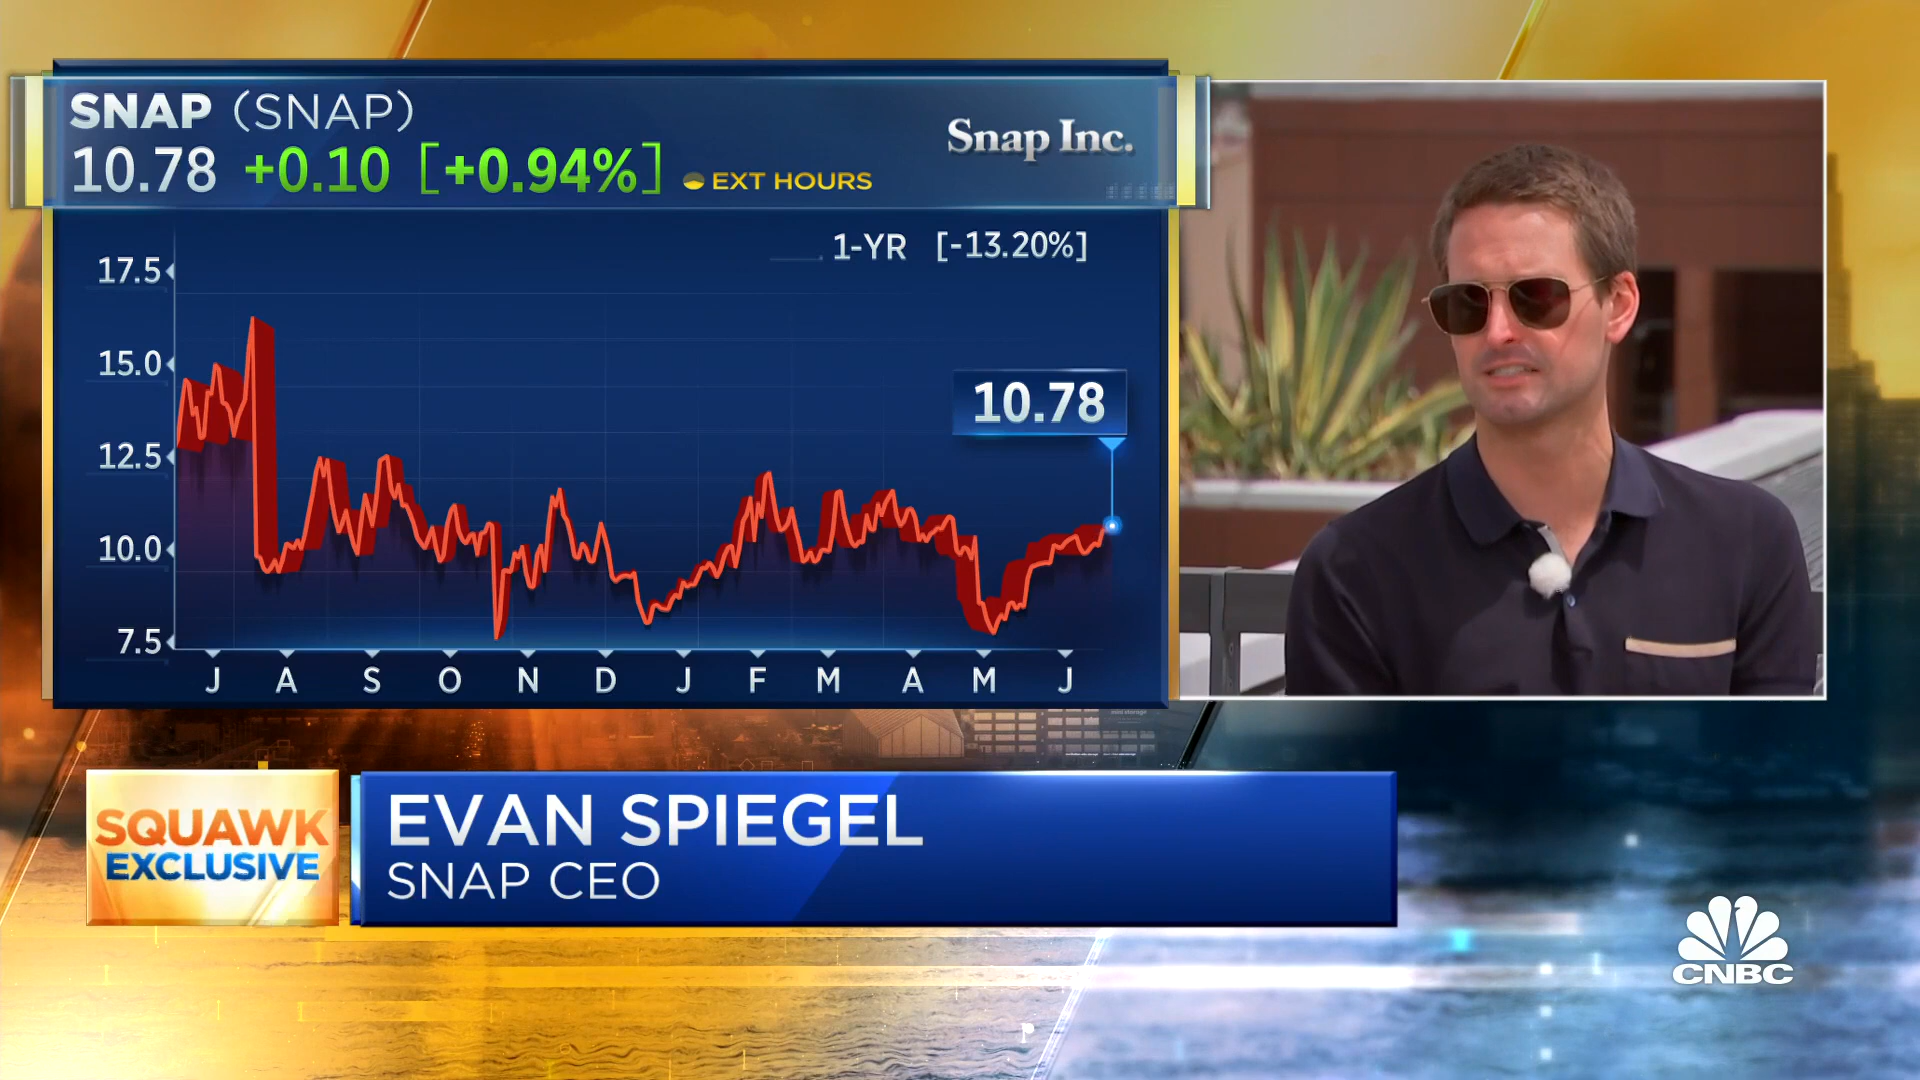 SNAP (SNAP)
10.78 +0.10 [+0.94%] EXT HOURS
Snap Inc.
1-YR [-13.20%]
17.5
15.0
12.5
10.0
7.5
10.78
J A S O N D J F M A M J
SQUAWK
EXCLUSIVE
EVAN SPIEGEL
SNAP CEO
CNBC